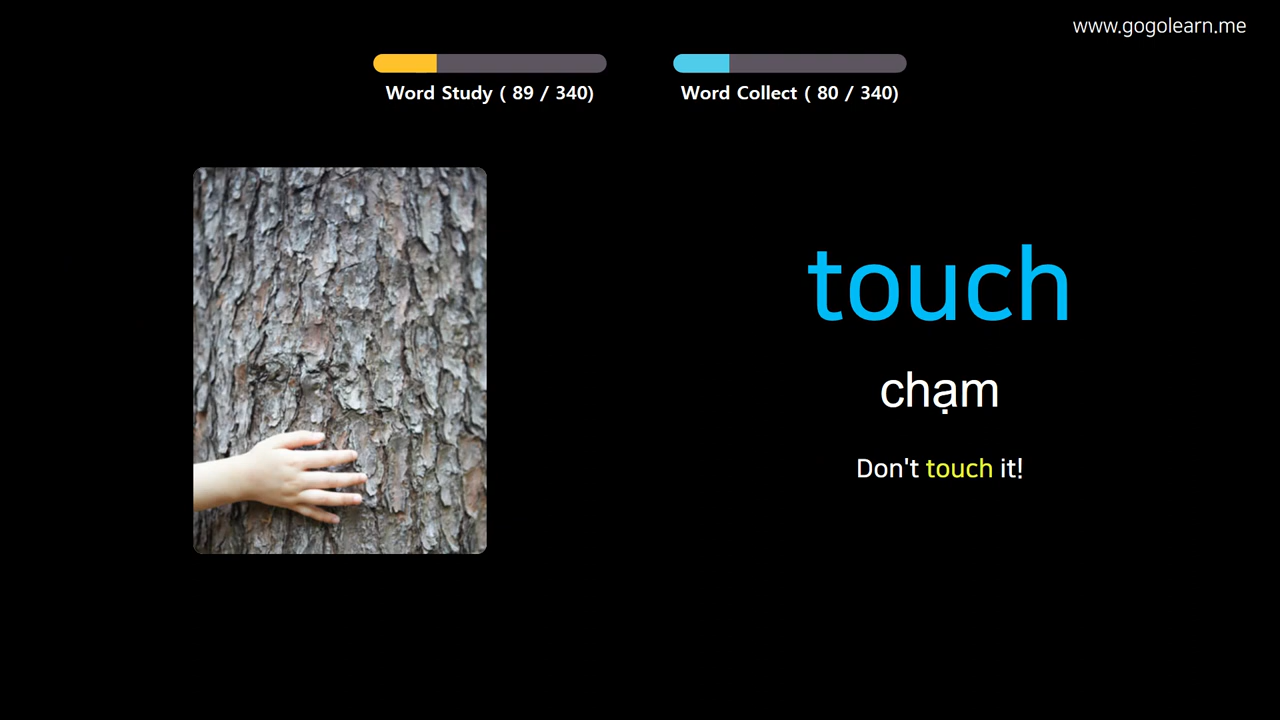 www.gogolearn.me
Word Study ( 89 / 340)
Word Collect ( 80 / 340)
touch
chạm
Don't touch it!